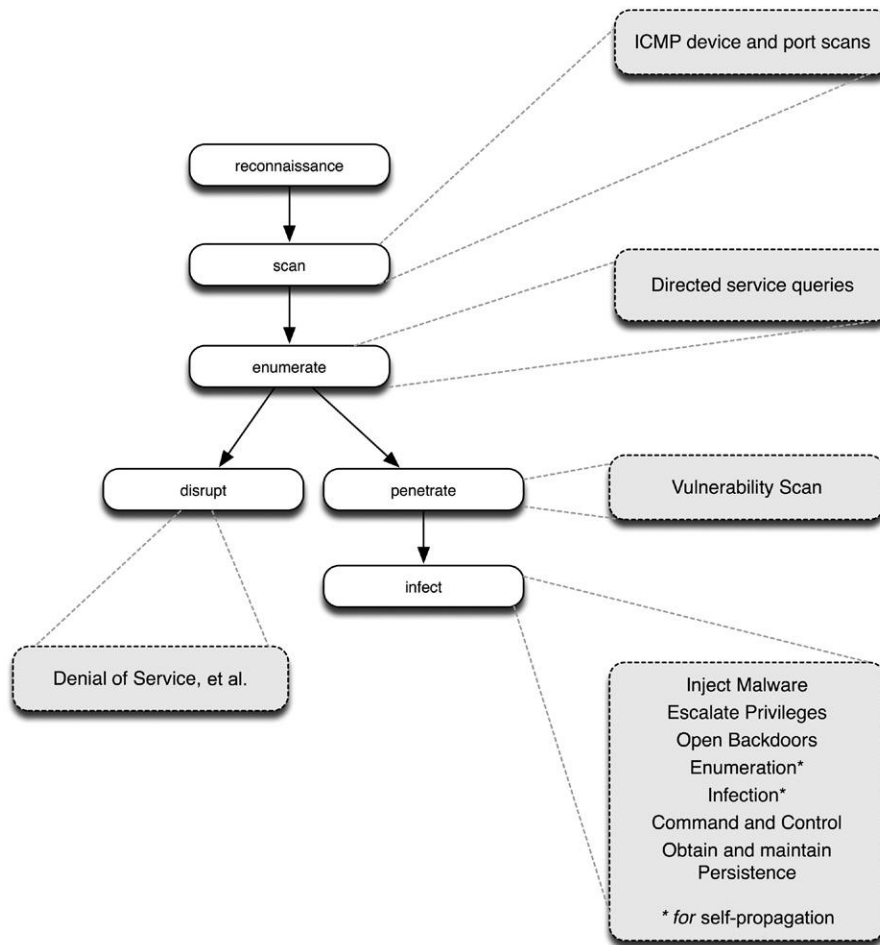 ICMP device and port scans
reconnaissance
scan
Directed service queries
enumerate
disrupt
penetrate
Vulnerability Scan
infect
Denial of Service, et al.
Inject Malware
Escalate Privileges
Open Backdoors
Enumeration*
Infection*
Command and Control
Obtain and maintain
Persistence
* for self-propagation